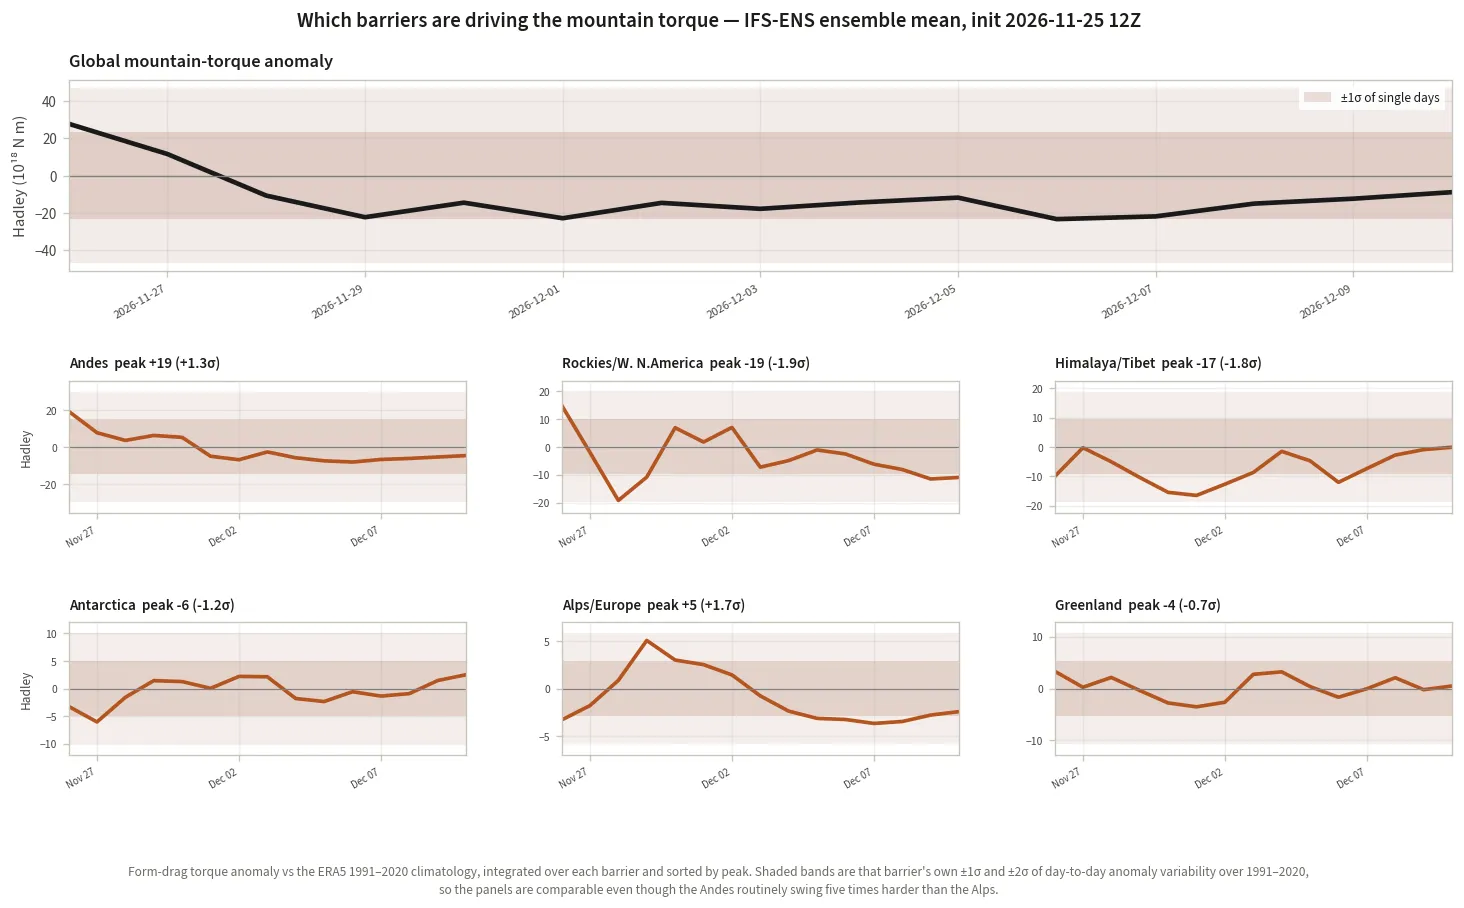 Which barriers are driving the mountain torque — IFS-ENS ensemble mean, init 2026-11-25 12Z
Global mountain-torque anomaly
Hadley (10¹⁸ N m)
40
20
0
−20
−40
±1σ of single days
2026-11-27
2026-11-29
2026-12-01
2026-12-03
2026-12-05
2026-12-07
2026-12-09
Andes peak +19 (+1.3σ)
Hadley
20
0
−20
Nov 27
Dec 02
Dec 07
Rockies/W. N.America peak -19 (-1.9σ)
20
10
0
−10
−20
Nov 27
Dec 02
Dec 07
Himalaya/Tibet peak -17 (-1.8σ)
20
10
0
−10
−20
Nov 27
Dec 02
Dec 07
Antarctica peak -6 (-1.2σ)
Hadley
10
5
0
−5
−10
Nov 27
Dec 02
Dec 07
Alps/Europe peak +5 (+1.7σ)
5
0
−5
Nov 27
Dec 02
Dec 07
Greenland peak -4 (-0.7σ)
10
0
−10
Nov 27
Dec 02
Dec 07
Form-drag torque anomaly vs the ERA5 1991–2020 climatology, integrated over each barrier and sorted by peak. Shaded bands are that barrier's own ±1σ and ±2σ of day-to-day anomaly variability over 1991–2020,
so the panels are comparable even though the Andes routinely swing five times harder than the Alps.